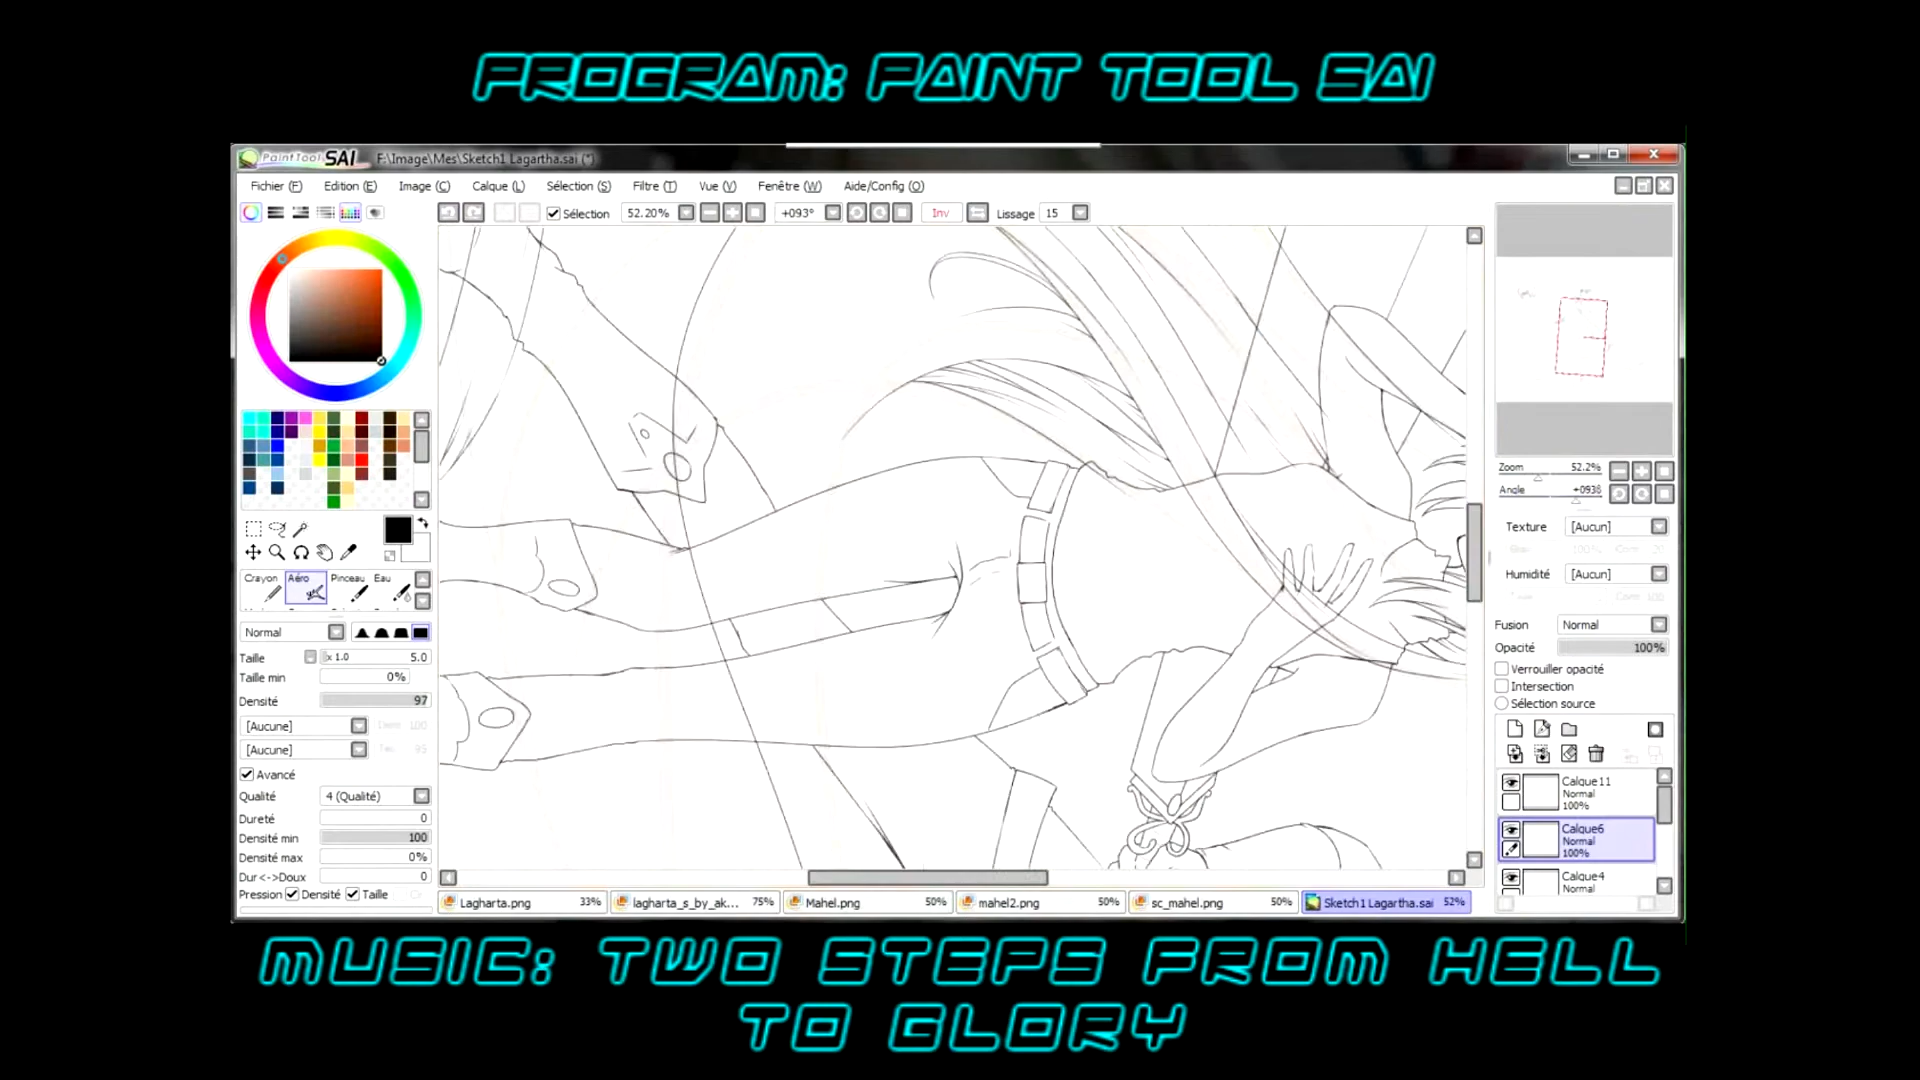 PROGRAM: PAINT TOOL SAI
PaintTool SAI F:\Image\Mes\Sketch1 Lagartha.sai (*)
Fichier (F) Edition (E) Image (C) Calque (L) Sélection (S) Filtre (T) Vue (V) Fenêtre (W) Aide/Config (O)
Sélection 52.20% +093° Inv Lissage 15
Zoom 52.2%
Angle +093ß
Texture [Aucun]
Humidité [Aucun]
Crayon Aéro Pinceau Eau
Normal
Taille x 1.0 5.0
Taille min 0%
Densité 97
[Aucune]
[Aucune]
Avancé
Qualité 4 (Qualité)
Dureté 0
Densité min 100
Densité max 0%
Dur<->Doux 0
Pression Densité Taille
Fusion Normal
Opacité 100%
Verrouiller opacité
Intersection
Sélection source
Calque11
Normal
100%
Calque6
Normal
100%
Calque4
Normal
Lagharta.png 33% lagharta_s_by_ak... 75% Mahel.png 50% mahel2.png 50% sc_mahel.png 50% Sketch1 Lagartha.sai 52%
MUSIC: TWO STEPS FROM HELL
TO GLORY